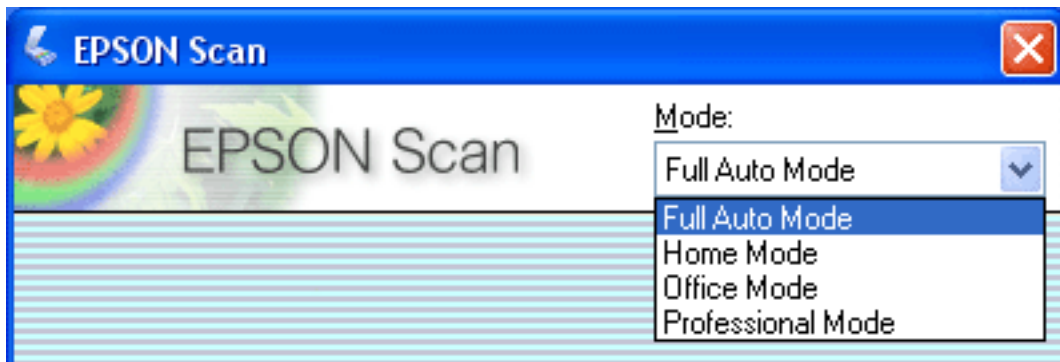 EPSON Scan
EPSON Scan
Mode:
Full Auto Mode
Full Auto Mode
Home Mode
Office Mode
Professional Mode